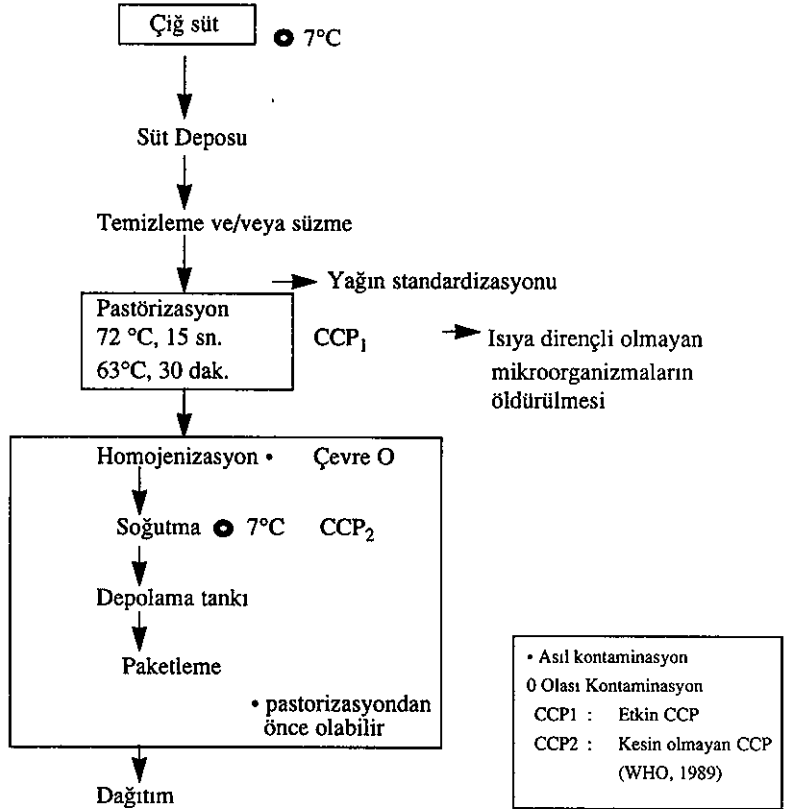 Çiğ süt
7°C
Süt Deposu
Temizleme ve/veya süzme
Yağın standardizasyonu
Pastörizasyon
72 °C, 15 sn.
63°C, 30 dak.
CCP₁
Isıya dirençli olmayan
mikroorganizmaların
öldürülmesi
Homojenizasyon • Çevre O
Soğutma 7°C CCP₂
Depolama tankı
Paketleme
• pastorizasyondan
önce olabilir
Dağıtım
• Asıl kontaminasyon
0 Olası Kontaminasyon
CCP1 : Etkin CCP
CCP2 : Kesin olmayan CCP
(WHO, 1989)